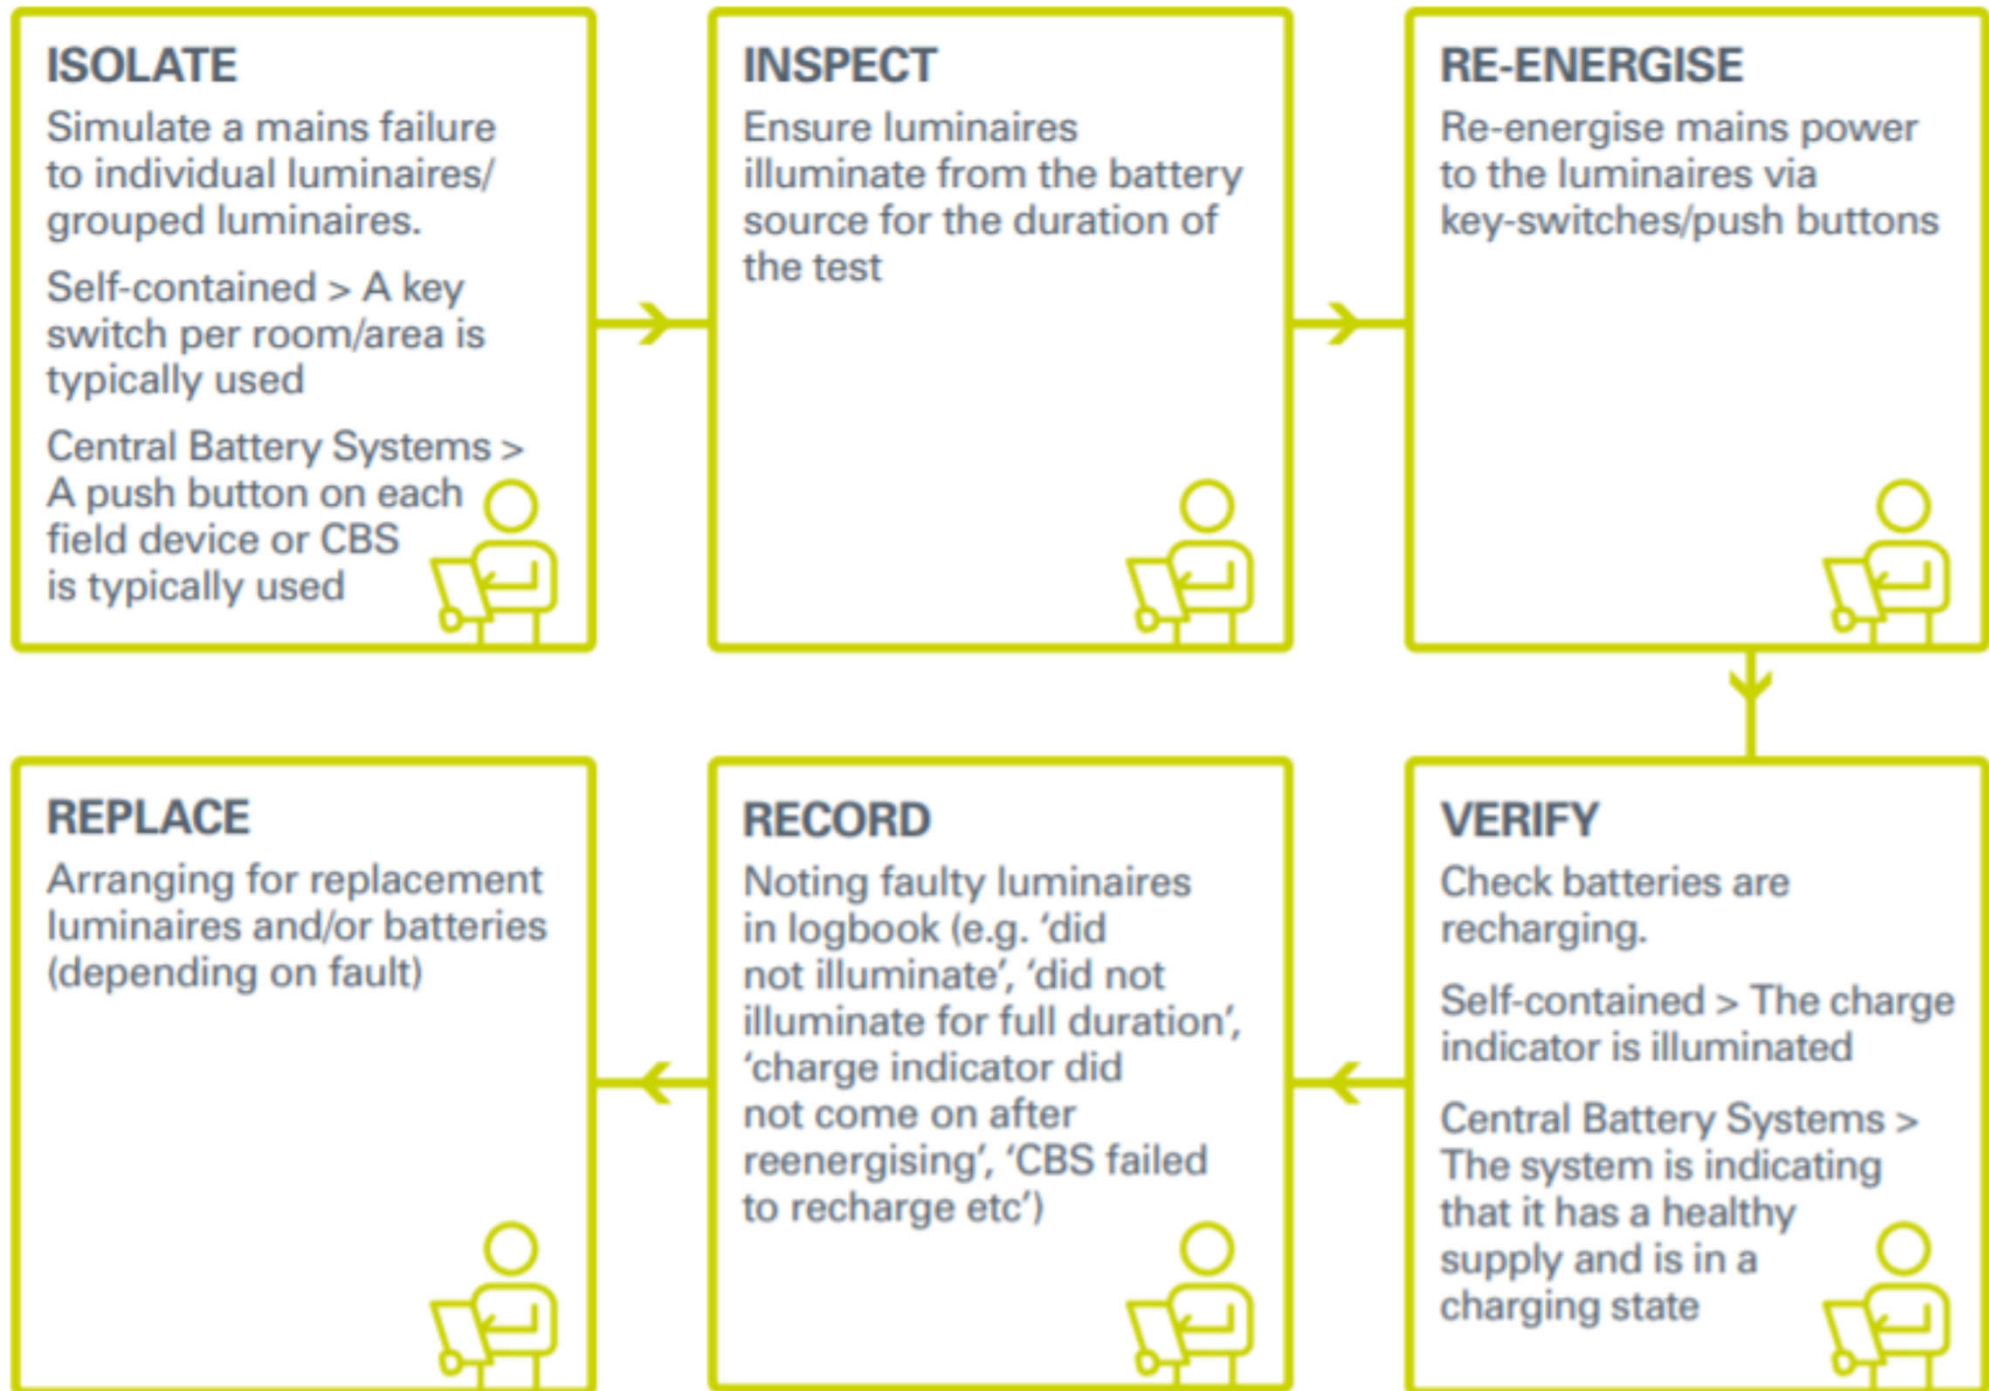 ISOLATE
Simulate a mains failure
to individual luminaires/
grouped luminaires.
Self-contained > A key
switch per room/area is
typically used
Central Battery Systems >
A push button on each
field device or CBS
is typically used
INSPECT
Ensure luminaires
illuminate from the battery
source for the duration of
the test
RE-ENERGISE
Re-energise mains power
to the luminaires via
key-switches/push buttons
VERIFY
Check batteries are
recharging.
Self-contained > The charge
indicator is illuminated
Central Battery Systems >
The system is indicating
that it has a healthy
supply and is in a
charging state
RECORD
Noting faulty luminaires
in logbook (e.g. ‘did
not illuminate’, ‘did not
illuminate for full duration’,
‘charge indicator did
not come on after
reenergising’, ‘CBS failed
to recharge etc’)
REPLACE
Arranging for replacement
luminaires and/or batteries
(depending on fault)